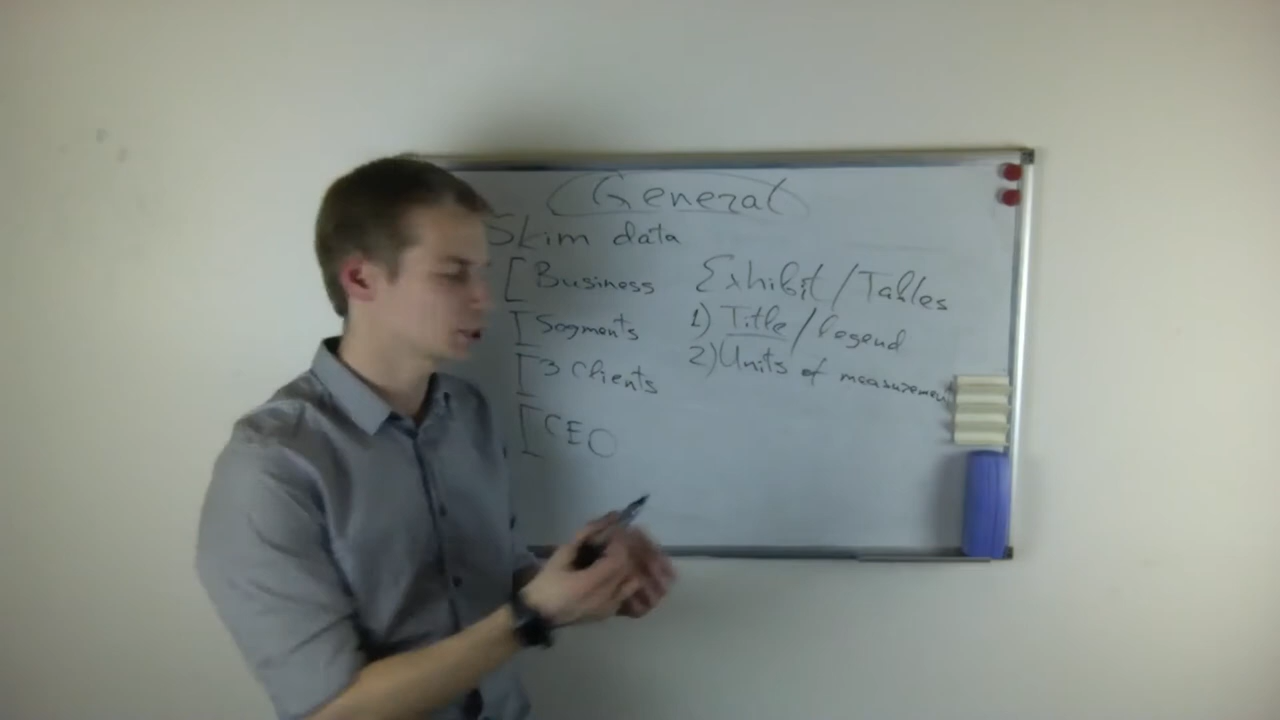 General
Skim data
[Business
[Segments
[3 Clients
[CEO
Exhibit/Tables
1) Title/legend
2) Units of measurement